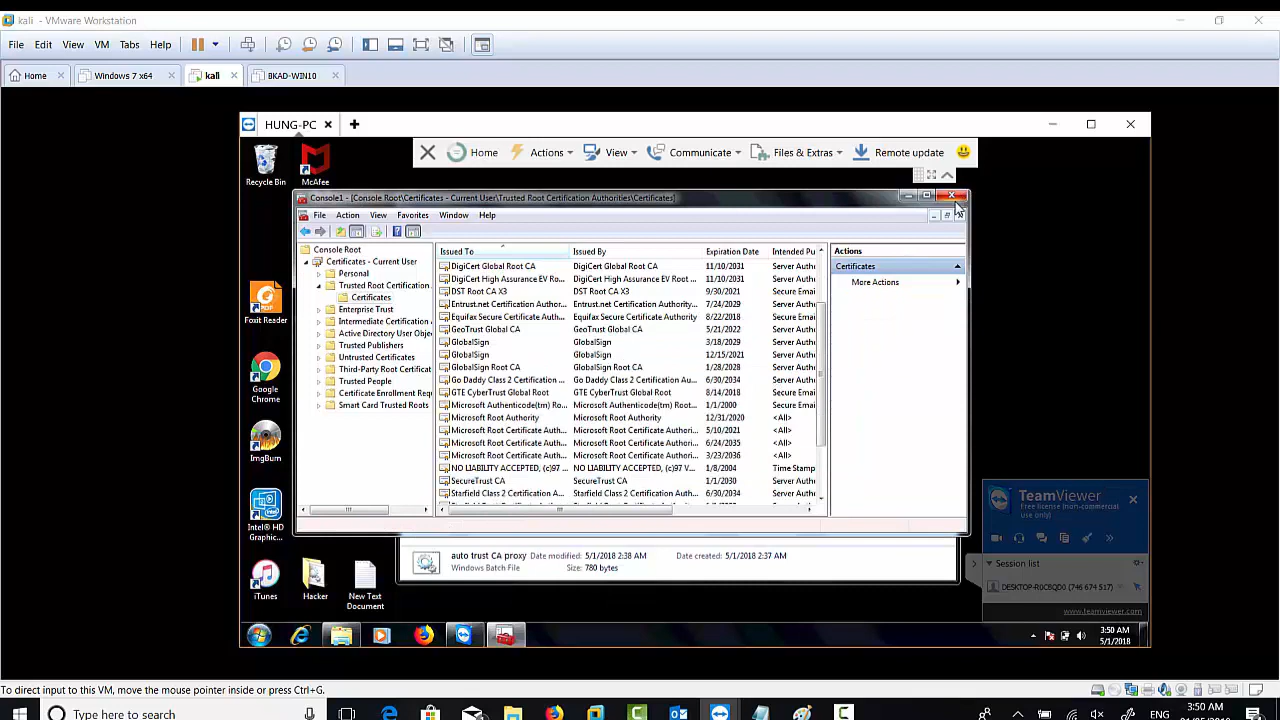 kali - VMware Workstation
File Edit View VM Tabs Help
Home Windows 7 x64 kali BKAD-WIN10
HUNG-PC
Home Actions View Communicate Files & Extras Remote update
Recycle Bin McAfee
Console1 - [Console Root\Certificates - Current User\Trusted Root Certification Authorities\Certificates]
File Action View Favorites Window Help
Console Root
Certificates - Current User
Personal
Trusted Root Certification
Certificates
Enterprise Trust
Intermediate Certification
Active Directory User Obje
Trusted Publishers
Untrusted Certificates
Third-Party Root Certificat
Trusted People
Certificate Enrollment Requ
Smart Card Trusted Roots
Issued To Issued By Expiration Date Intended Pu
DigiCert Global Root CA DigiCert Global Root CA 11/10/2031 Server Auth
DigiCert High Assurance EV Ro... DigiCert High Assurance EV Root ... 11/10/2031 Server Auth
DST Root CA X3 DST Root CA X3 9/30/2021 Secure Email
Entrust.net Certification Author... Entrust.net Certification Authority... 7/24/2029 Server Auth
Equifax Secure Certificate Auth... Equifax Secure Certificate Authority 8/22/2018 Secure Emai
GeoTrust Global CA GeoTrust Global CA 5/21/2022 Server Auth
GlobalSign GlobalSign 3/18/2029 Server Auth
GlobalSign GlobalSign 12/15/2021 Server Auth
GlobalSign Root CA GlobalSign Root CA 1/28/2028 Server Auth
Go Daddy Class 2 Certification ... Go Daddy Class 2 Certification Au... 6/30/2034 Server Auth
GTE CyberTrust Global Root GTE CyberTrust Global Root 8/14/2018 Secure Emai
Microsoft Authenticode(tm) Ro... Microsoft Authenticode(tm) Root... 1/1/2000 Secure Emai
Microsoft Root Authority Microsoft Root Authority 12/31/2020 <All>
Microsoft Root Certificate Auth... Microsoft Root Certificate Authori... 5/10/2021 <All>
Microsoft Root Certificate Auth... Microsoft Root Certificate Authori... 6/24/2035 <All>
Microsoft Root Certificate Auth... Microsoft Root Certificate Authori... 3/23/2036 <All>
NO LIABILITY ACCEPTED, (c)97 ... NO LIABILITY ACCEPTED, (c)97 V... 1/8/2004 Time Stamp
SecureTrust CA SecureTrust CA 1/1/2030 Server Auth
Starfield Class 2 Certification A... Starfield Class 2 Certification Auth... 6/30/2034 Server Auth
Actions
Certificates
More Actions
Foxit Reader
Google
Chrome
ImgBurn
Intel® HD
Graphic...
iTunes Hacker New Text
Document
auto trust CA proxy Date modified: 5/1/2018 2:38 AM Date created: 5/1/2018 2:37 AM
Windows Batch File Size: 780 bytes
TeamViewer
Free license (non-commercial
use only)
Session list
DESKTOP-R0C8QD0 (746 674 517)
www.teamviewer.com
3:50 AM
5/1/2018
To direct input to this VM, move the mouse pointer inside or press Ctrl+G.
Type here to search
3:50 AM